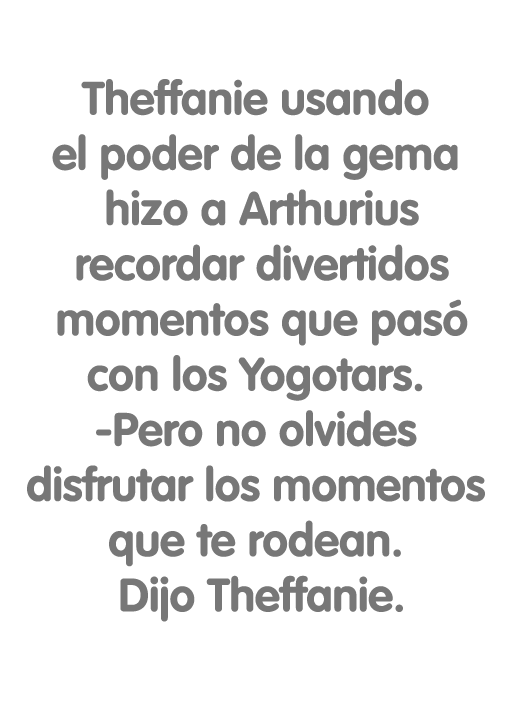 Theffanie usando
el poder de la gema
hizo a Arthurius
recordar divertidos
momentos que pasó
con los Yogotars.
-Pero no olvides
disfrutar los momentos
que te rodean.
Dijo Theffanie.